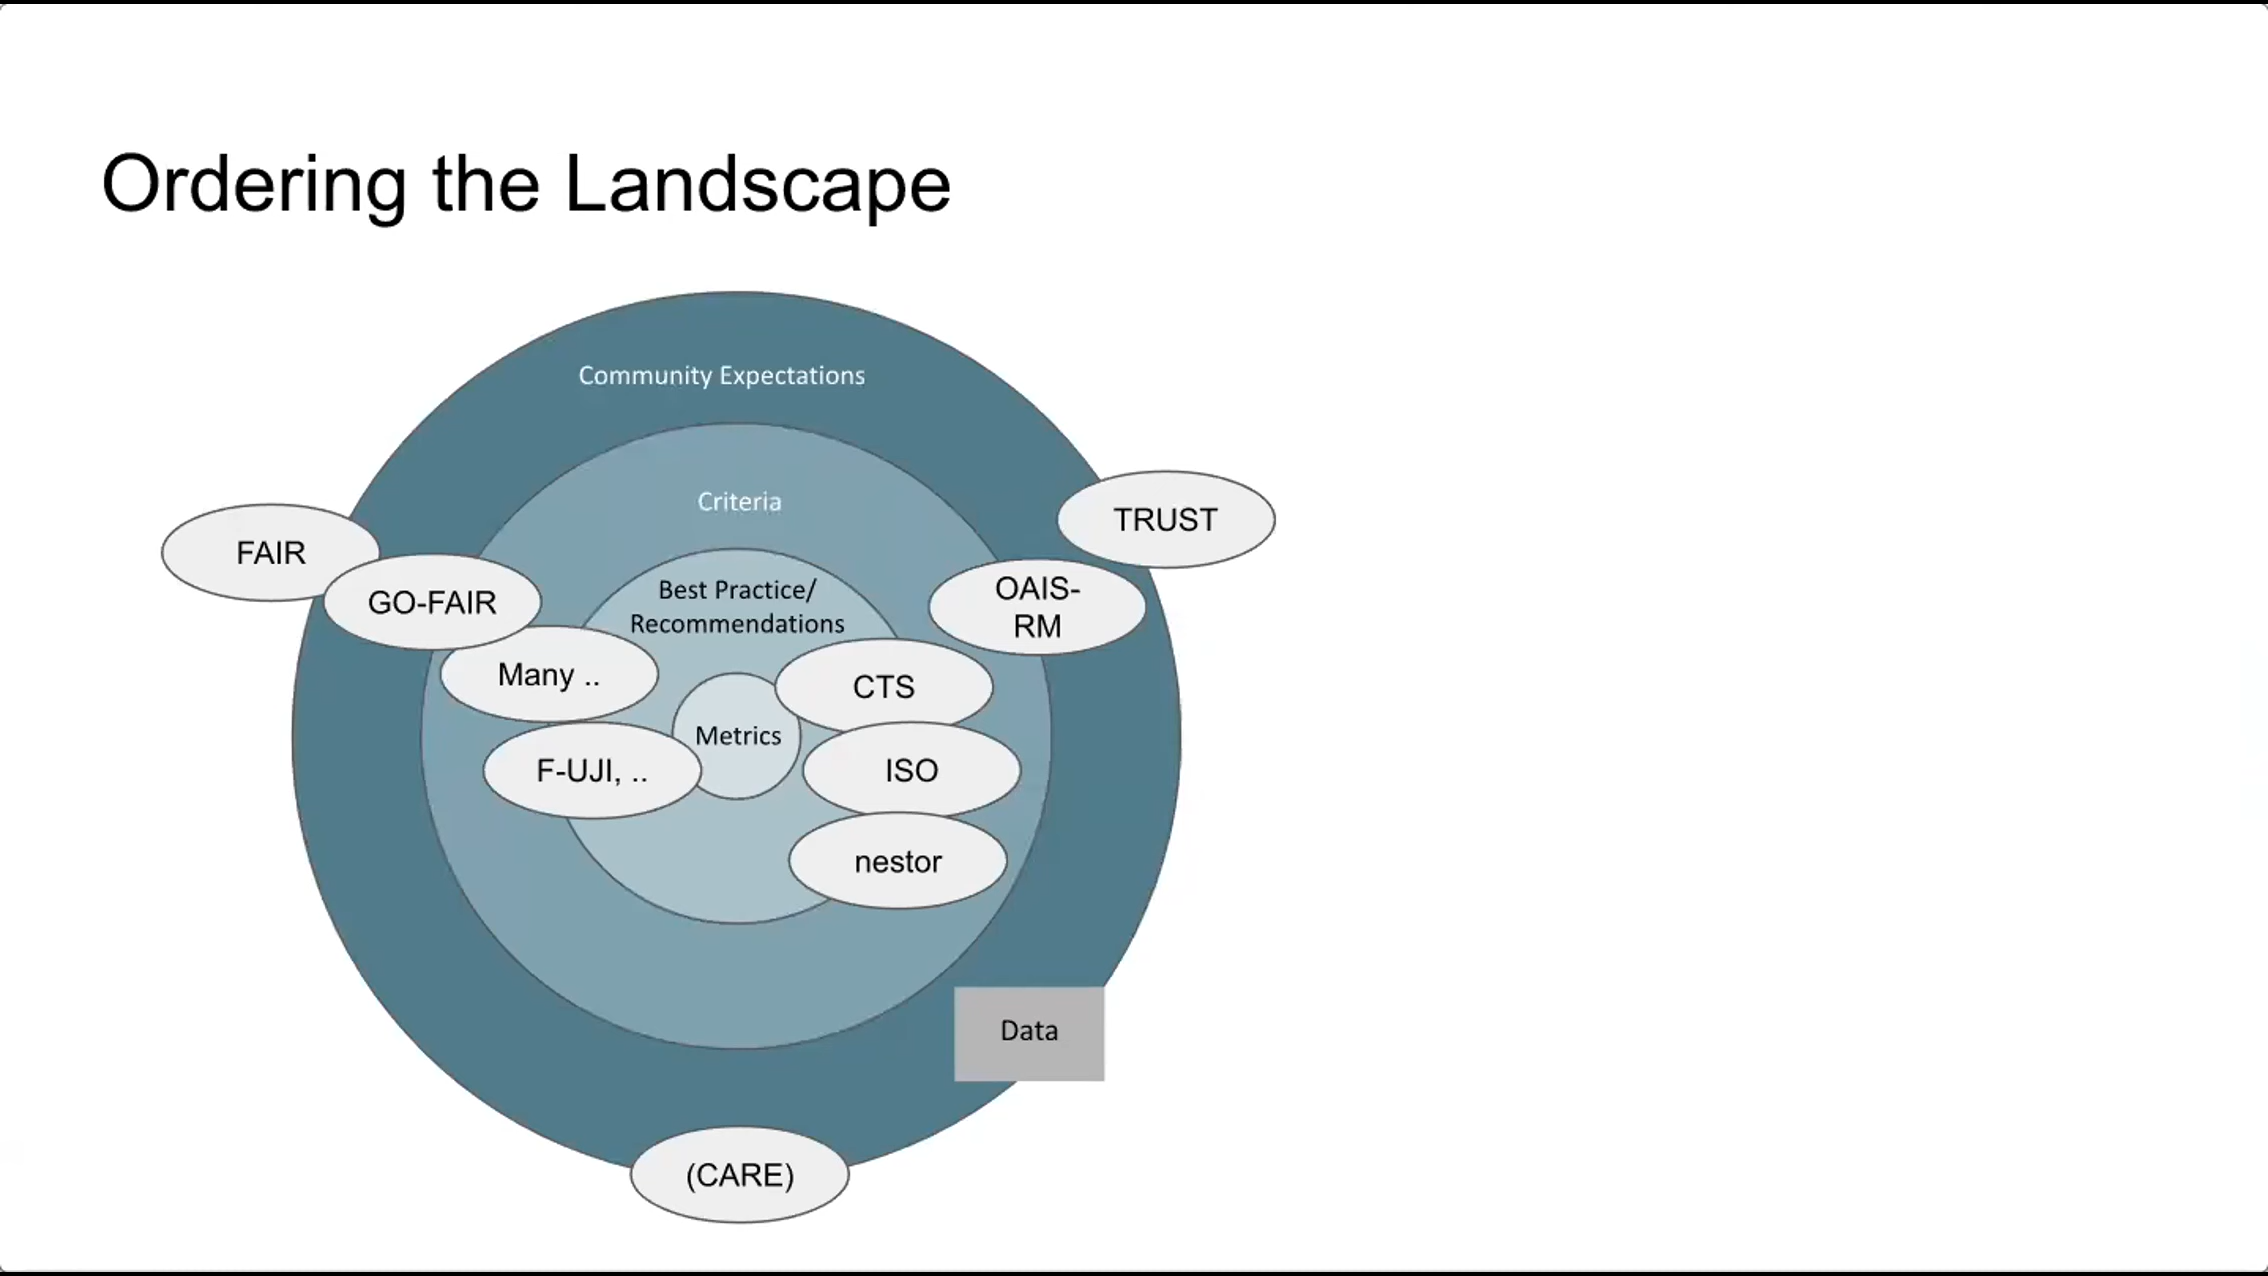 Ordering the Landscape
Community Expectations
Criteria
TRUST
FAIR
GO-FAIR
Best Practice/
Recommendations
OAIS-
RM
Many ..
CTS
Metrics
F-UJI, ..
ISO
nestor
Data
(CARE)